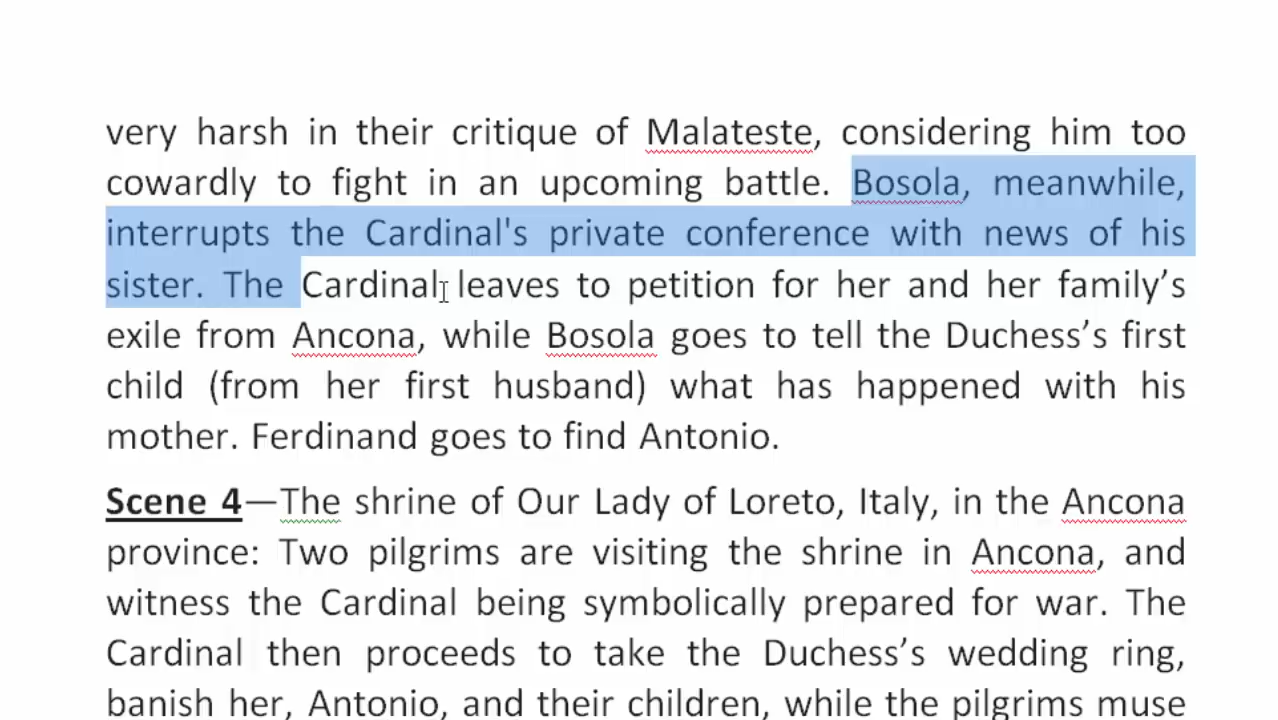 very harsh in their critique of Malateste, considering him too
cowardly to fight in an upcoming battle. Bosola, meanwhile,
interrupts the Cardinal's private conference with news of his
sister. The Cardinal leaves to petition for her and her family’s
exile from Ancona, while Bosola goes to tell the Duchess’s first
child (from her first husband) what has happened with his
mother. Ferdinand goes to find Antonio.
Scene 4—The shrine of Our Lady of Loreto, Italy, in the Ancona
province: Two pilgrims are visiting the shrine in Ancona, and
witness the Cardinal being symbolically prepared for war. The
Cardinal then proceeds to take the Duchess’s wedding ring,
banish her, Antonio, and their children, while the pilgrims muse